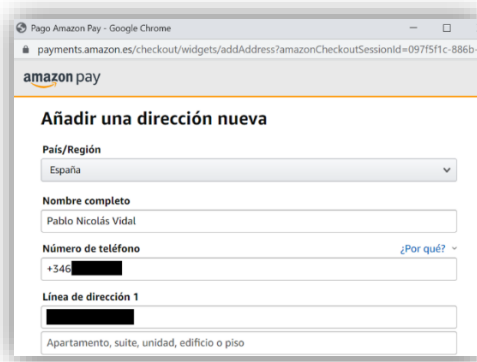 Pago Amazon Pay - Google Chrome
payments.amazon.es/checkout/widgets/addAddress?amazonCheckoutSessionId=097f5f1c-886b-
amazon pay
Añadir una dirección nueva
País/Región
España
Nombre completo
Pablo Nicolás Vidal
Número de teléfono ¿Por qué?
+346
Línea de dirección 1
Apartamento, suite, unidad, edificio o piso